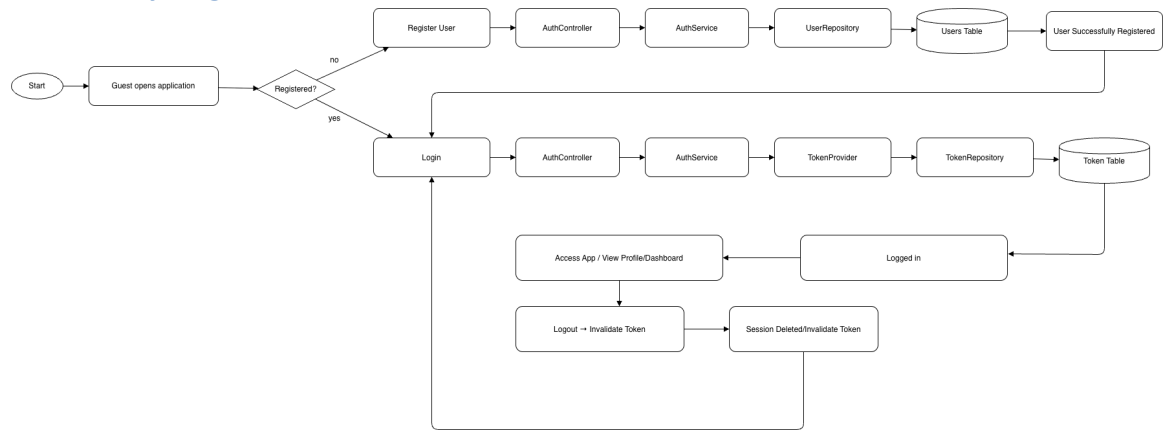 Register User
AuthController
AuthService
UserRepository
Users Table
User Successfully Registered
no
Start
Guest opens application
Registered?
yes
Login
AuthController
AuthService
TokenProvider
TokenRepository
Token Table
Access App / View Profile/Dashboard
Logged in
Logout → Invalidate Token
Session Deleted/Invalidate Token